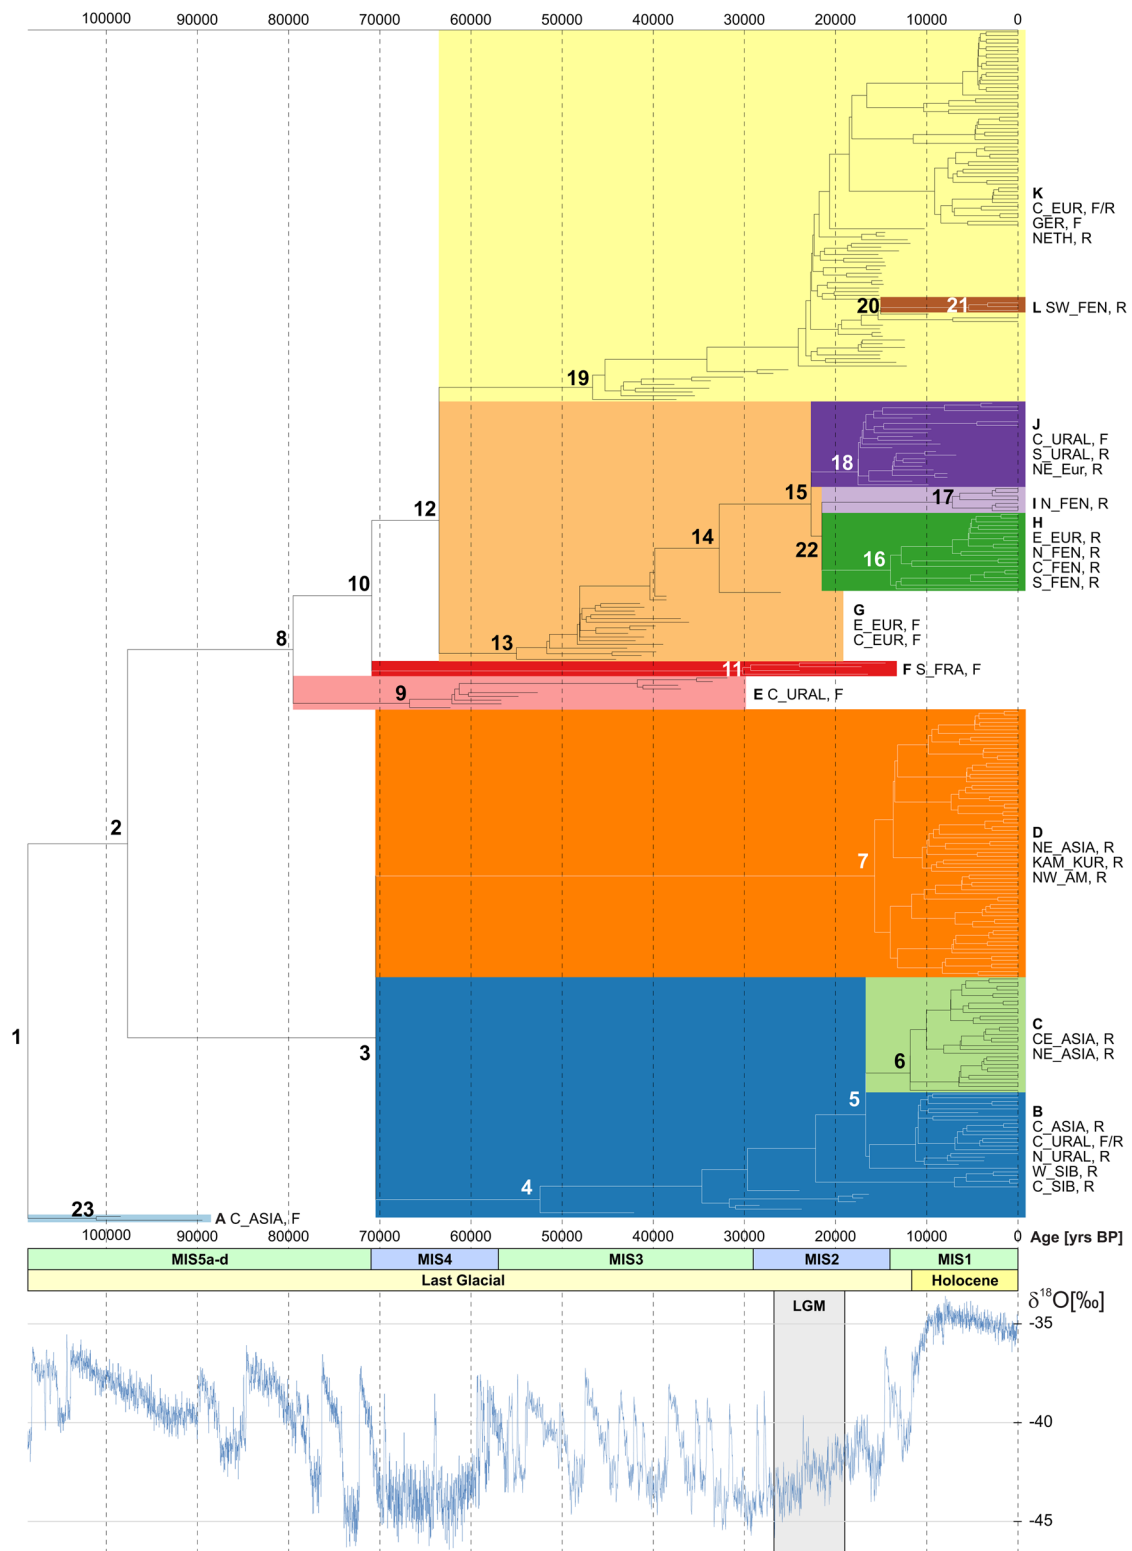 100000 90000 80000 70000 60000 50000 40000 30000 20000 10000 0
K
C_EUR, F/R
GER, F
NETH, R
20 21 L SW_FEN, R
19
J
C_URAL, F
S_URAL, R
NE_Eur, R
18
15
17 I N_FEN, R
12
H
E_EUR, R
N_FEN, R
C_FEN, R
S_FEN, R
14
22
16
10
G
E_EUR, F
C_EUR, F
8
13
11 F S_FRA, F
9 E C_URAL, F
2
D
NE_ASIA, R
KAM_KUR, R
NW_AM, R
7
1
3
C
CE_ASIA, R
NE_ASIA, R
6
5
B
C_ASIA, R
C_URAL, F/R
N_URAL, R
W_SIB, R
C_SIB, R
4
23 A C_ASIA, F
100000 90000 80000 70000 60000 50000 40000 30000 20000 10000 0 Age [yrs BP]
MIS5a-d MIS4 MIS3 MIS2 MIS1
Last Glacial Holocene
LGM
δ¹⁸O[‰]
-35
-40
-45